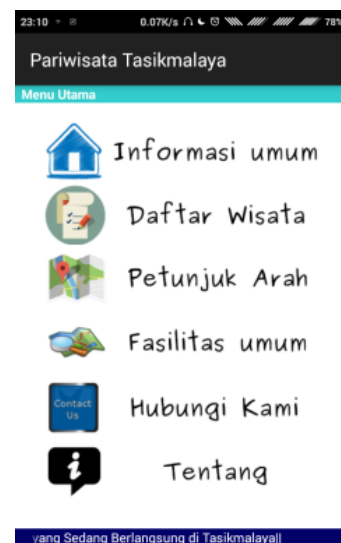 23:10 0.07K/s 78%
Pariwisata Tasikmalaya
Menu Utama
Informasi umum
Daftar Wisata
Petunjuk Arah
Fasilitas umum
Contact
Us
Hubungi Kami
Tentang
yang Sedang Berlangsung di Tasikmalaya||